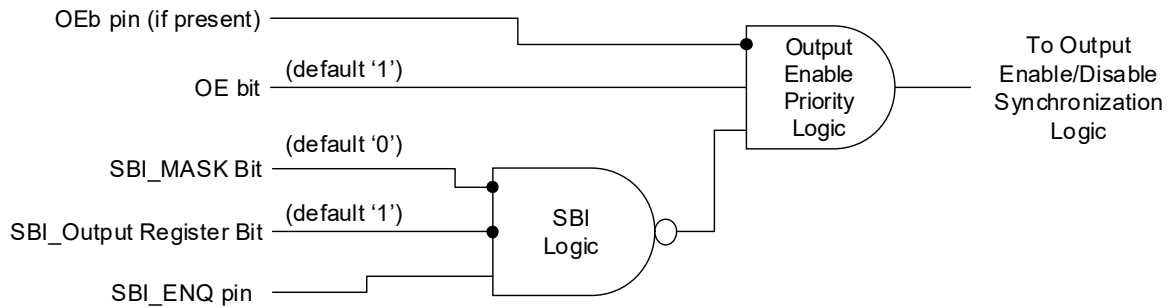 OEb pin (if present)
OE bit
(default ‘1’)
SBI_MASK Bit
(default ‘0’)
SBI_Output Register Bit
(default ‘1’)
SBI_ENQ pin
SBI
Logic
Output
Enable
Priority
Logic
To Output
Enable/Disable
Synchronization
Logic